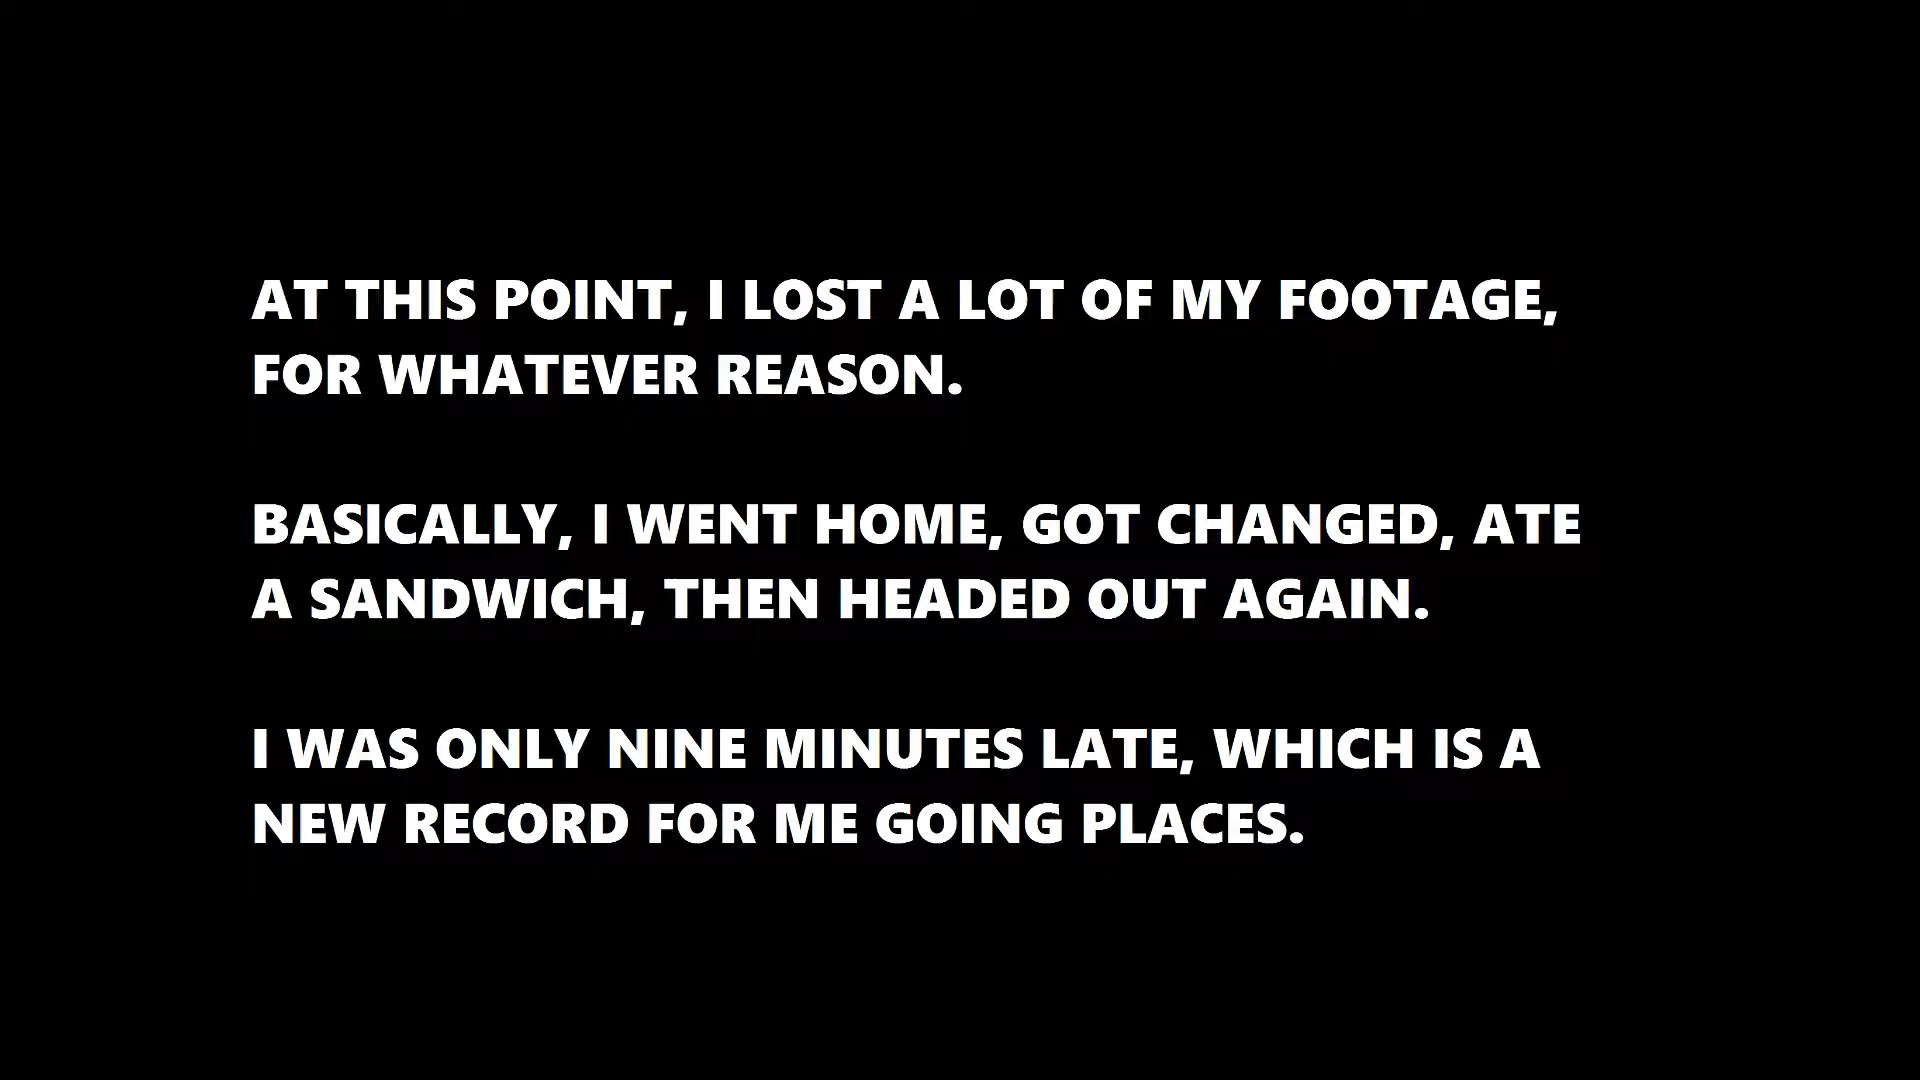 AT THIS POINT, I LOST A LOT OF MY FOOTAGE,
FOR WHATEVER REASON.
BASICALLY, I WENT HOME, GOT CHANGED, ATE
A SANDWICH, THEN HEADED OUT AGAIN.
I WAS ONLY NINE MINUTES LATE, WHICH IS A
NEW RECORD FOR ME GOING PLACES.